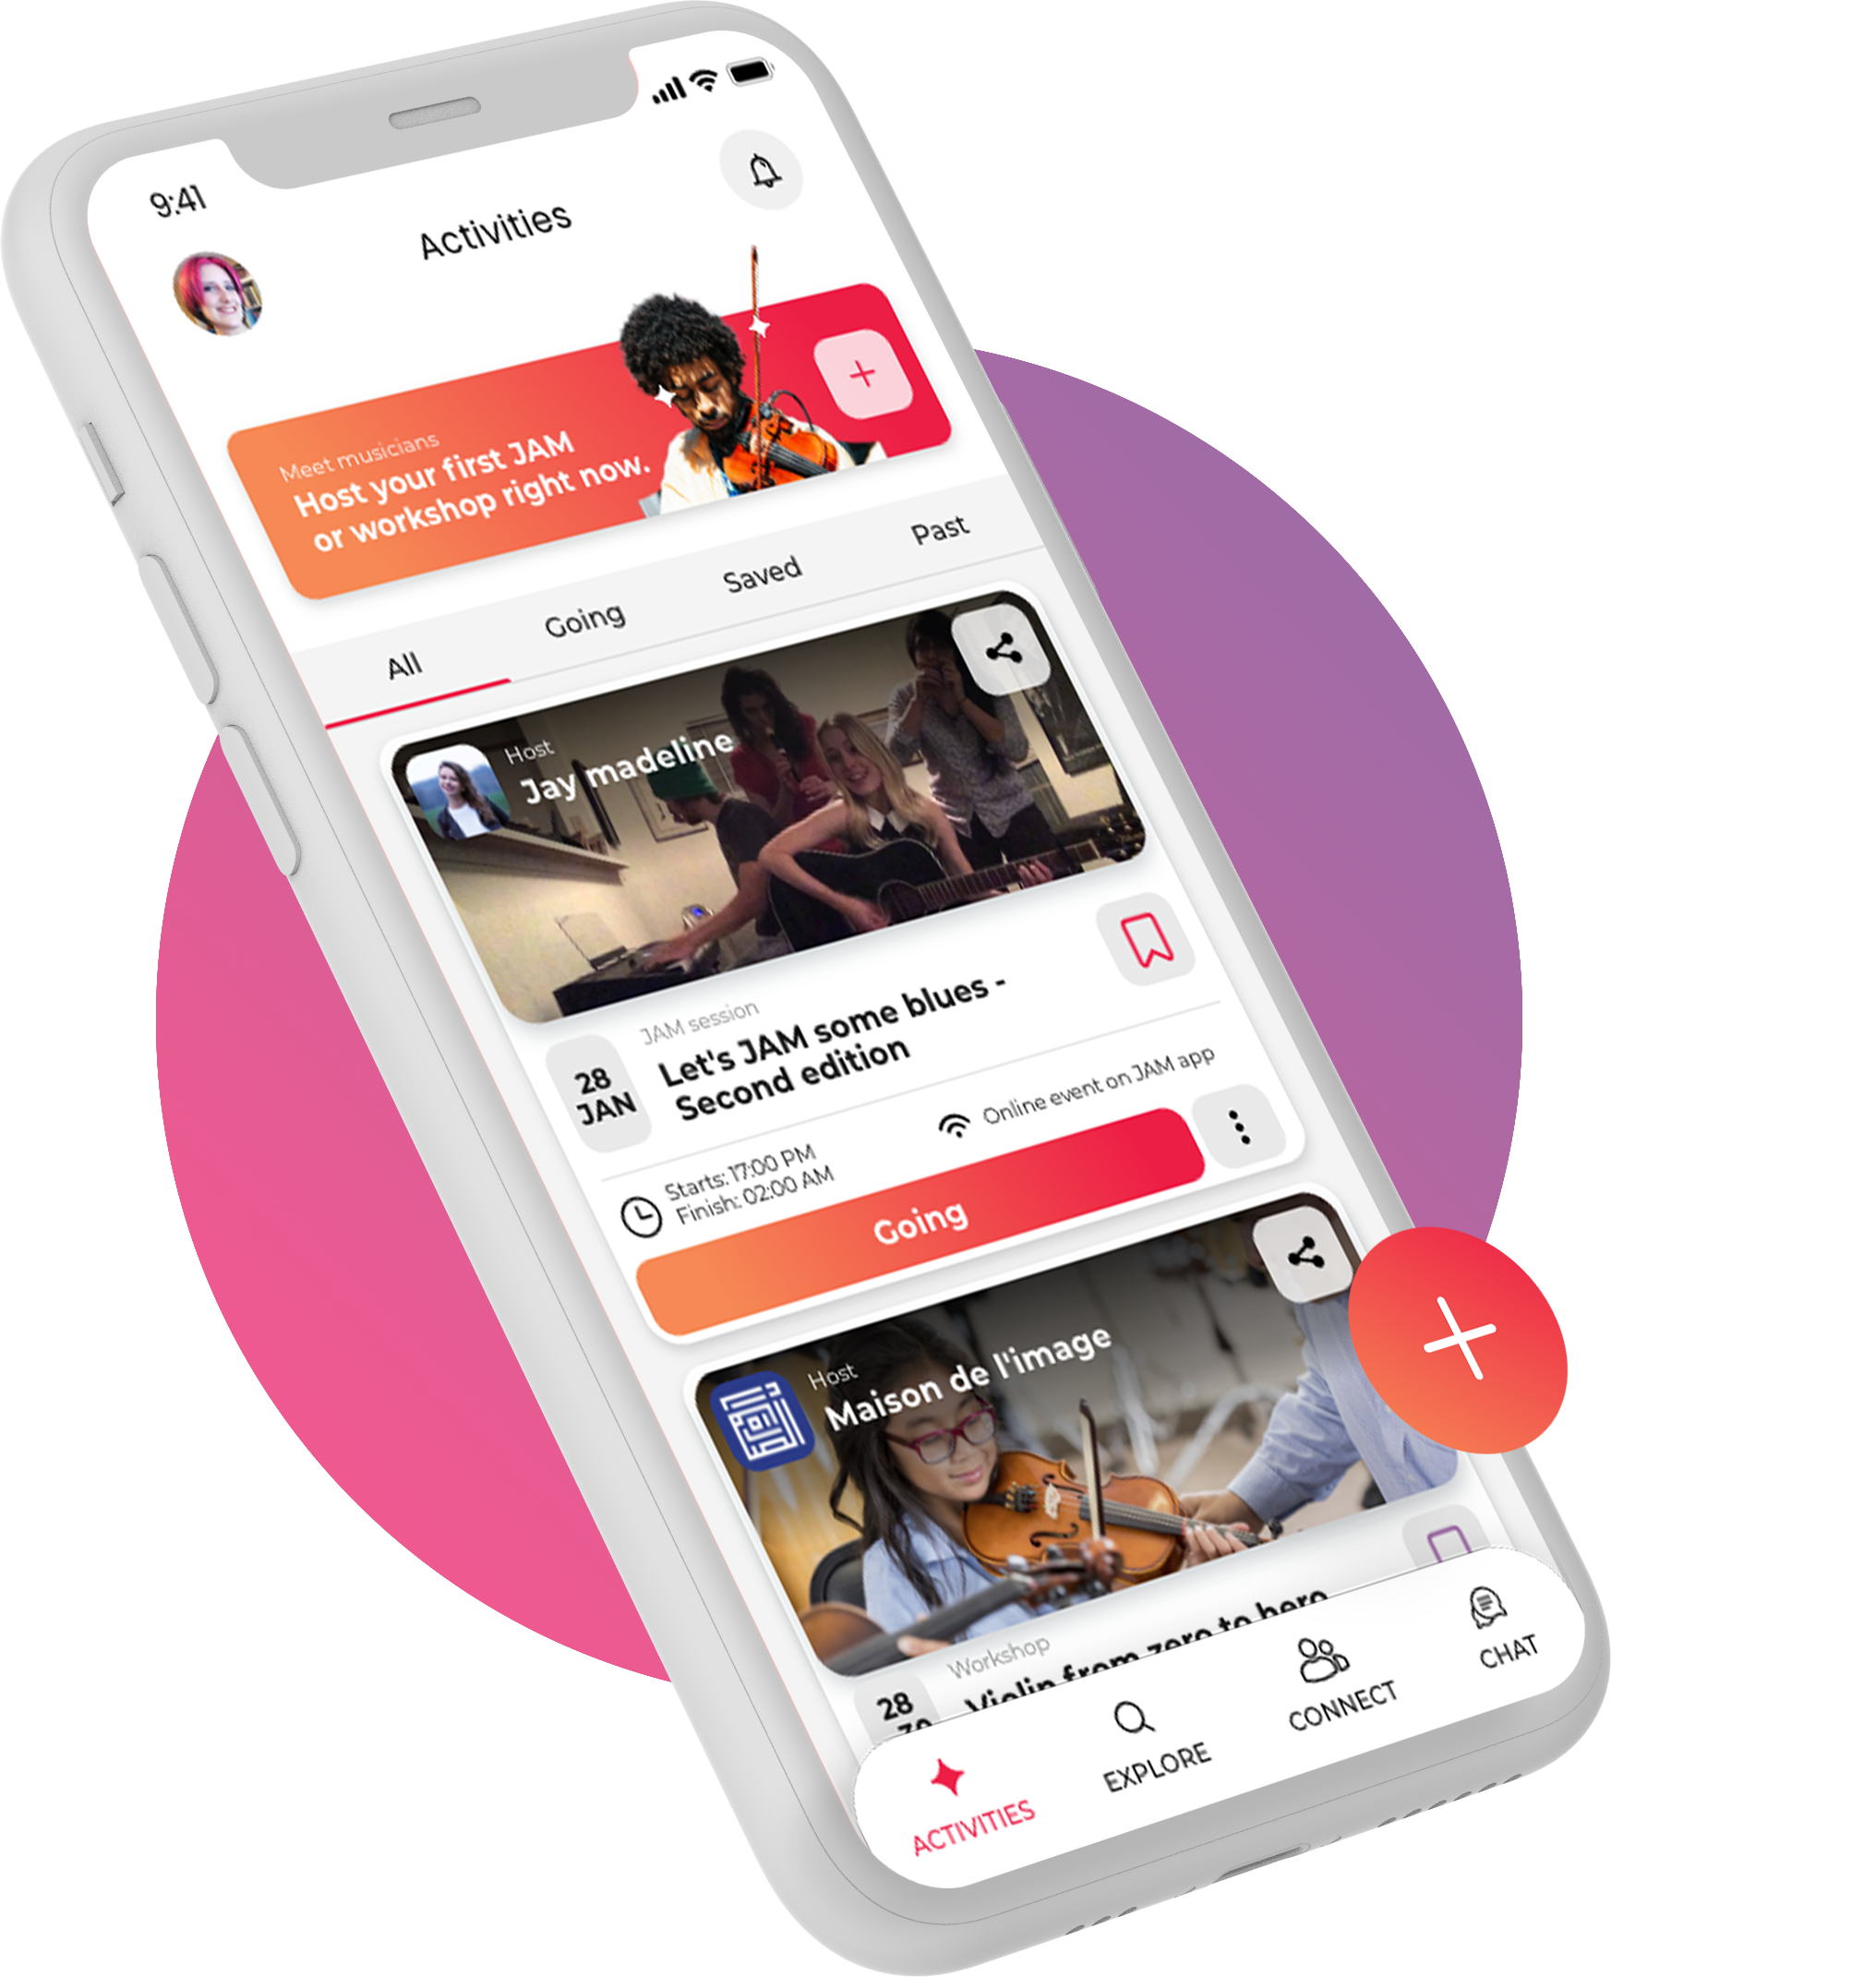 9:41
Activities
Meet musicians
Host your first JAM
or workshop right now.
All
Going
Saved
Past
Host
Jay madeline
JAM session
Let's JAM some blues -
Second edition
28
JAN
Starts: 17:00 PM
Finish: 02:00 AM
Online event on JAM app
Going
Host
Maison de l'image
Workshop
Violin from zero to hero
28
ACTIVITIES
EXPLORE
CONNECT
CHAT